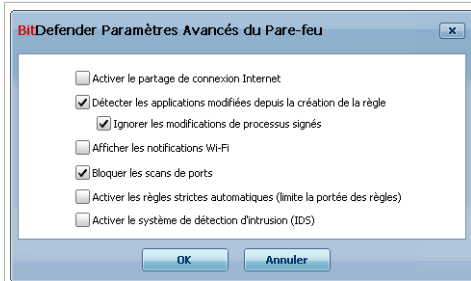 BitDefender Paramètres Avancés du Pare-feu
Activer le partage de connexion Internet
Détecter les applications modifiées depuis la création de la règle
Ignorer les modifications de processus signés
Afficher les notifications Wi-Fi
Bloquer les scans de ports
Activer les règles strictes automatiques (limite la portée des règles)
Activer le système de détection d'intrusion (IDS)
OK Annuler